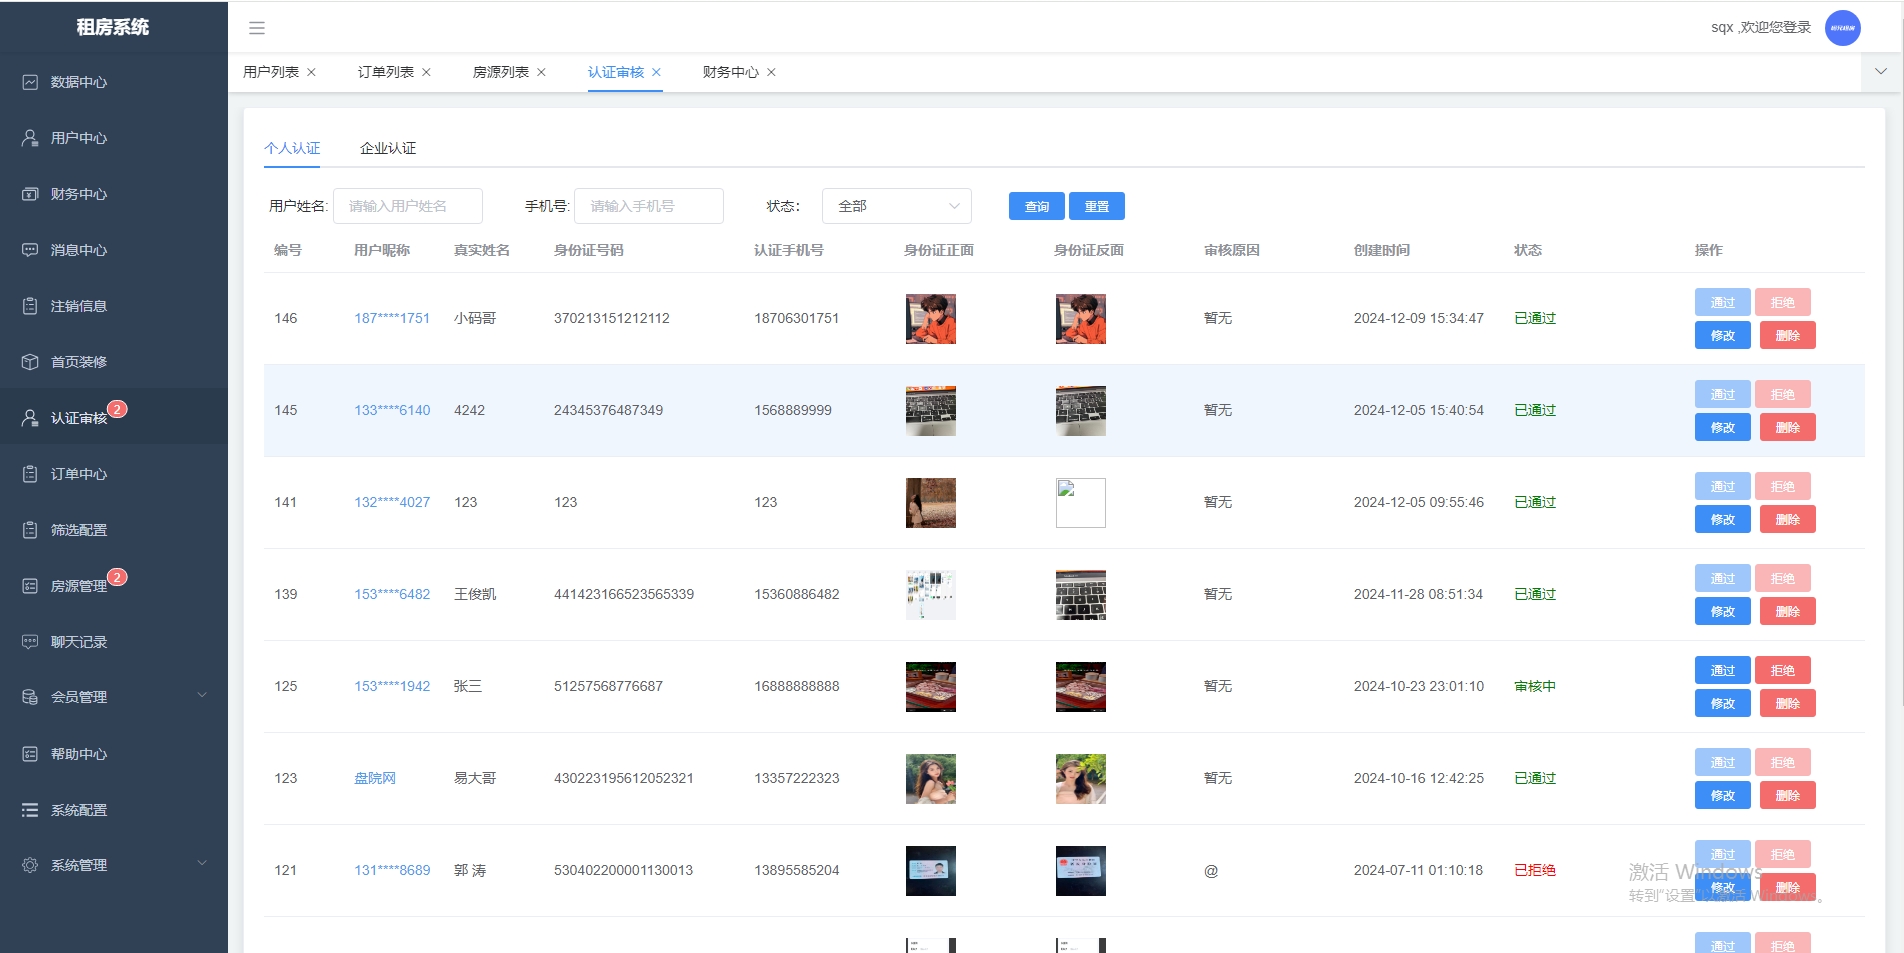 租房系统
sqx ,欢迎您登录
数据中心
用户中心
财务中心
消息中心
注销信息
首页装修
认证审核 2
订单中心
筛选配置
房源管理 2
聊天记录
会员管理
帮助中心
系统配置
系统管理
用户列表 订单列表 房源列表 认证审核 财务中心
个人认证 企业认证
用户姓名: 请输入用户姓名 手机号: 请输入手机号 状态: 全部 查询 重置
编号 用户昵称 真实姓名 身份证号码 认证手机号 身份证正面 身份证反面 审核原因 创建时间 状态 操作
146 187****1751 小码哥 370213151212112 18706301751 暂无 2024-12-09 15:34:47 已通过 通过 拒绝
修改 删除
145 133****6140 4242 24345376487349 1568889999 暂无 2024-12-05 15:40:54 已通过 通过 拒绝
修改 删除
141 132****4027 123 123 123 暂无 2024-12-05 09:55:46 已通过 通过 拒绝
修改 删除
139 153****6482 王俊凯 441423166523565339 15360886482 暂无 2024-11-28 08:51:34 已通过 通过 拒绝
修改 删除
125 153****1942 张三 51257568776687 16888888888 暂无 2024-10-23 23:01:10 审核中 通过 拒绝
修改 删除
123 盘院网 易大哥 430223195612052321 13357222323 暂无 2024-10-16 12:42:25 已通过 通过 拒绝
修改 删除
121 131****8689 郭 涛 530402200001130013 13895585204 @ 2024-07-11 01:10:18 已拒绝 通过 拒绝
修改 删除
通过 拒绝
激活 Windows
转到"设置"以激活 Windows。